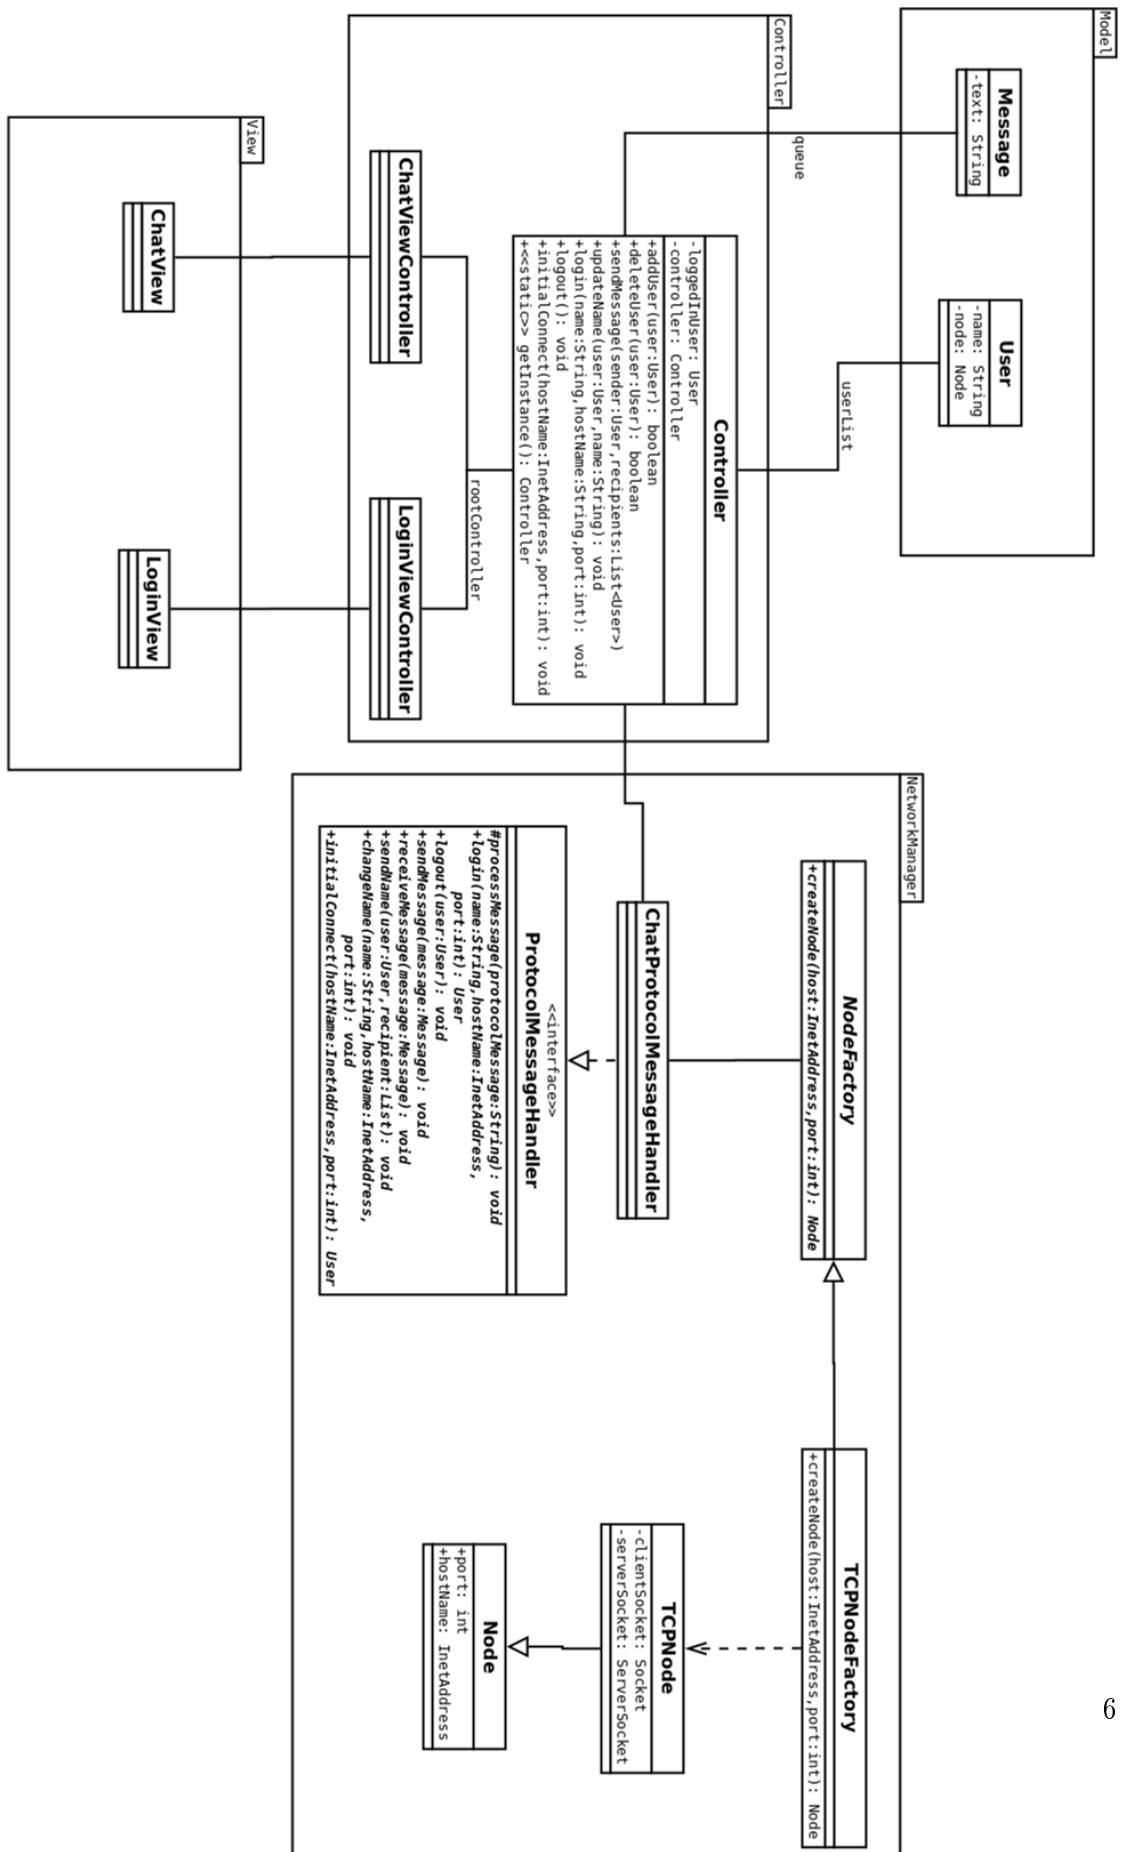 Model
Message
-text: String
User
-name: String
-node: Node
queue
userList
Controller
Controller
-loggedInUser: User
-controller: Controller
+addUser(user:User): boolean
+deleteUser(user:User): boolean
+sendMessage(sender:User,recipients:List<User>)
+updateName(user:User,name:String): void
+login(name:String,hostName:String,port:int): void
+logout(): void
+initialConnect(hostName:InetAddress,port:int): void
+<<static>> getInstance(): Controller
rootController
ChatViewController
LoginViewController
View
ChatView
LoginView
NetworkManager
NodeFactory
+createNode(host:InetAddress,port:int): Node
TCPNodeFactory
+createNode(host:InetAddress,port:int): Node
ChatProtocolMessageHandler
<<interface>>
ProtocolMessageHandler
#processMessage(protocolMessage:String): void
+login(name:String,hostName:InetAddress,
port:int): User
+logout(user:User): void
+sendMessage(message:Message): void
+receiveMessage(message:Message): void
+sendName(user:User,recipient:List): void
+changeName(name:String,hostName:InetAddress,
port:int): void
+initialConnect(hostName:InetAddress,port:int): User
TCPNode
-clientSocket: Socket
-serverSocket: ServerSocket
Node
+port: int
+hostName: InetAddress
6